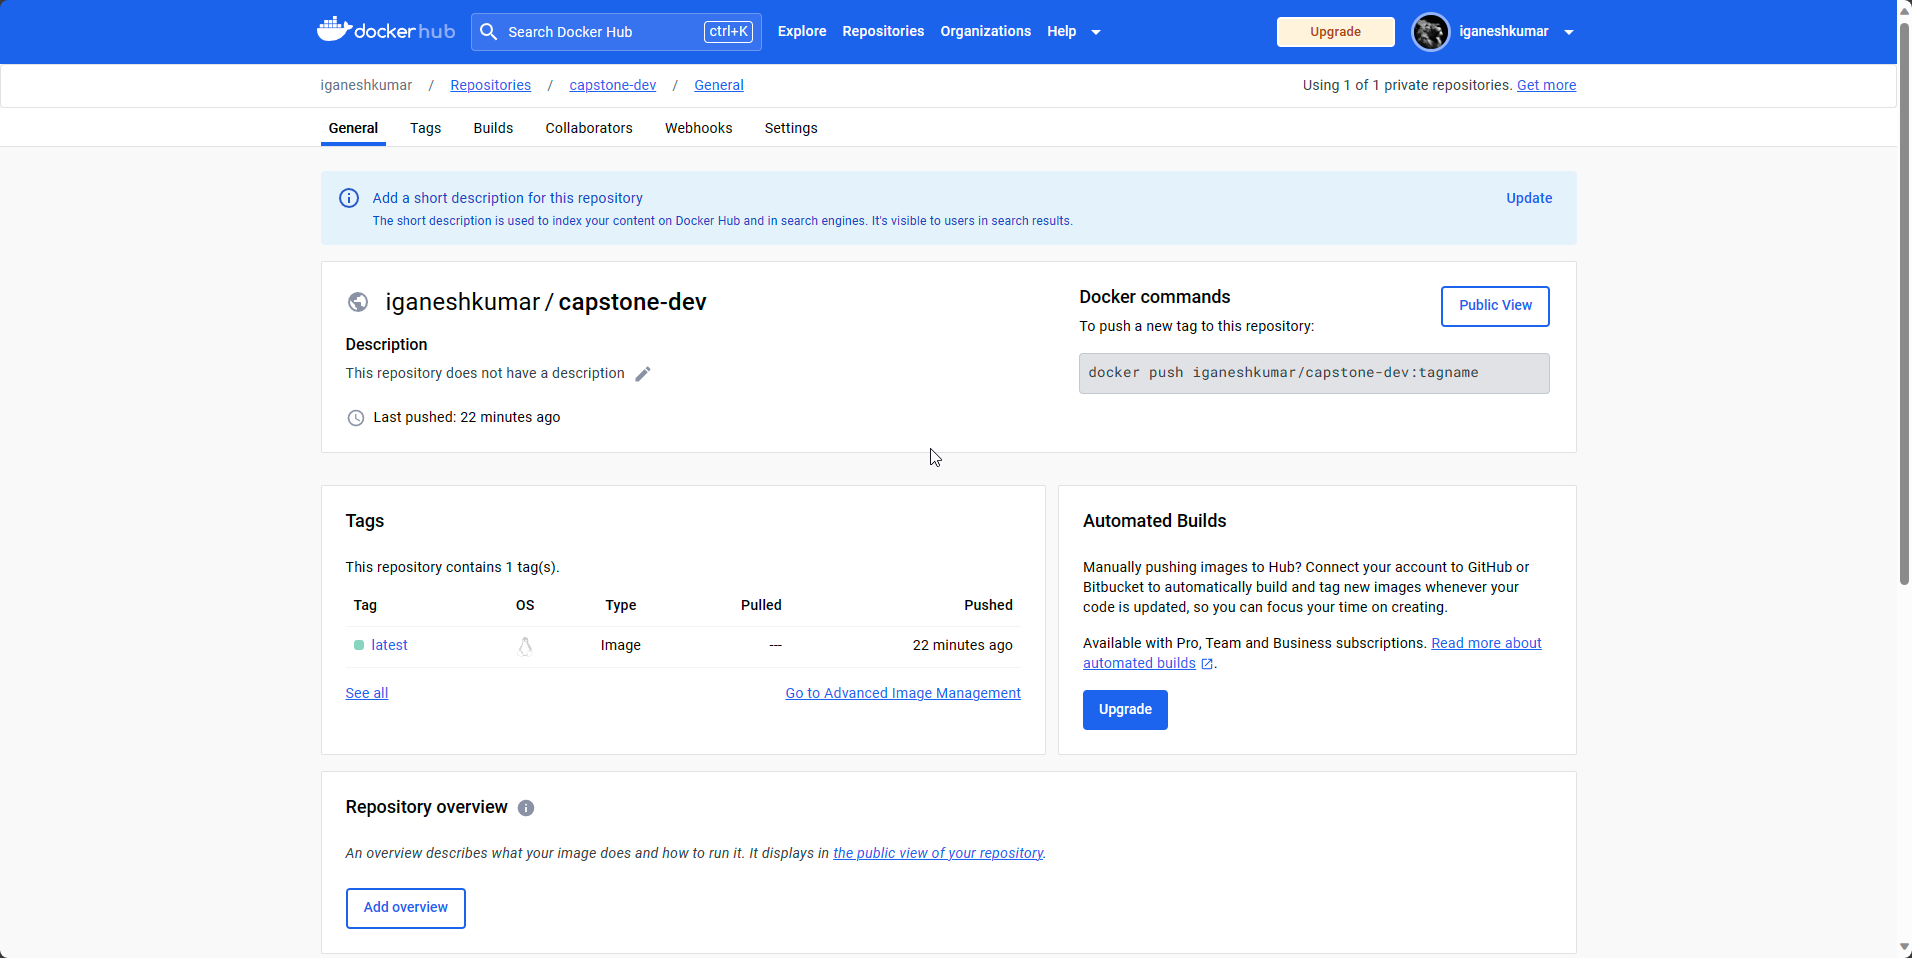 docker hub
Search Docker Hub
ctrl+K
Explore
Repositories
Organizations
Help
Upgrade
iganeshkumar
iganeshkumar / Repositories / capstone-dev / General
Using 1 of 1 private repositories. Get more
General
Tags
Builds
Collaborators
Webhooks
Settings
Add a short description for this repository
Update
The short description is used to index your content on Docker Hub and in search engines. It's visible to users in search results.
iganeshkumar / capstone-dev
Description
This repository does not have a description
Last pushed: 22 minutes ago
Docker commands
Public View
To push a new tag to this repository:
docker push iganeshkumar/capstone-dev:tagname
Tags
This repository contains 1 tag(s).
Tag OS Type Pulled Pushed
latest Image --- 22 minutes ago
See all
Go to Advanced Image Management
Automated Builds
Manually pushing images to Hub? Connect your account to GitHub or
Bitbucket to automatically build and tag new images whenever your
code is updated, so you can focus your time on creating.
Available with Pro, Team and Business subscriptions. Read more about
automated builds .
Upgrade
Repository overview
An overview describes what your image does and how to run it. It displays in the public view of your repository.
Add overview